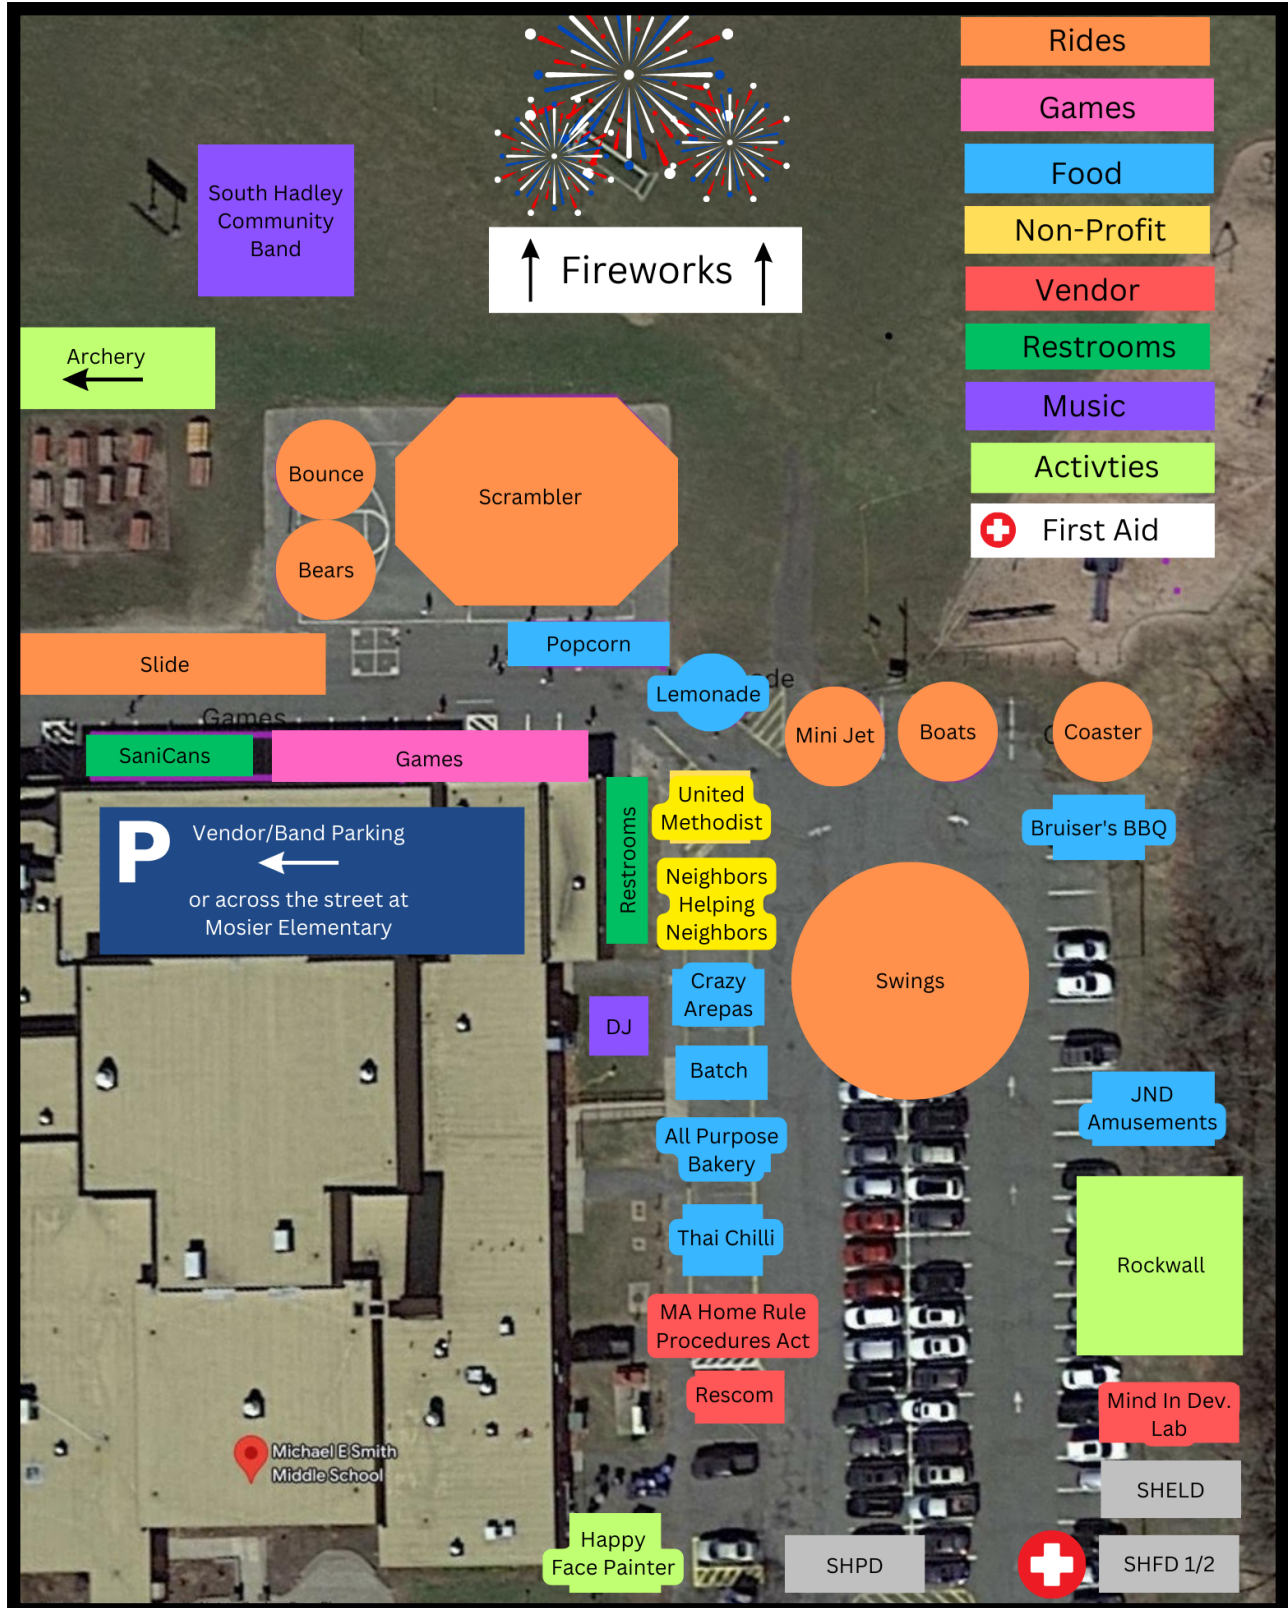 Rides
Games
Food
Non-Profit
Vendor
Restrooms
Music
Activties
First Aid
South Hadley
Community
Band
Fireworks
Archery
Bounce
Bears
Scrambler
Slide
Popcorn
Lemonade
de
Mini Jet
Boats
C
Coaster
Games
SaniCans
Games
United
Methodist
Bruiser's BBQ
P
Vendor/Band Parking
or across the street at
Mosier Elementary
Restrooms
Neighbors
Helping
Neighbors
Swings
Crazy
Arepas
DJ
Batch
JND
Amusements
All Purpose
Bakery
Thai Chilli
Rockwall
MA Home Rule
Procedures Act
Rescom
Mind In Dev.
Lab
Michael E Smith
Middle School
SHELD
Happy
Face Painter
SHPD
SHFD 1/2